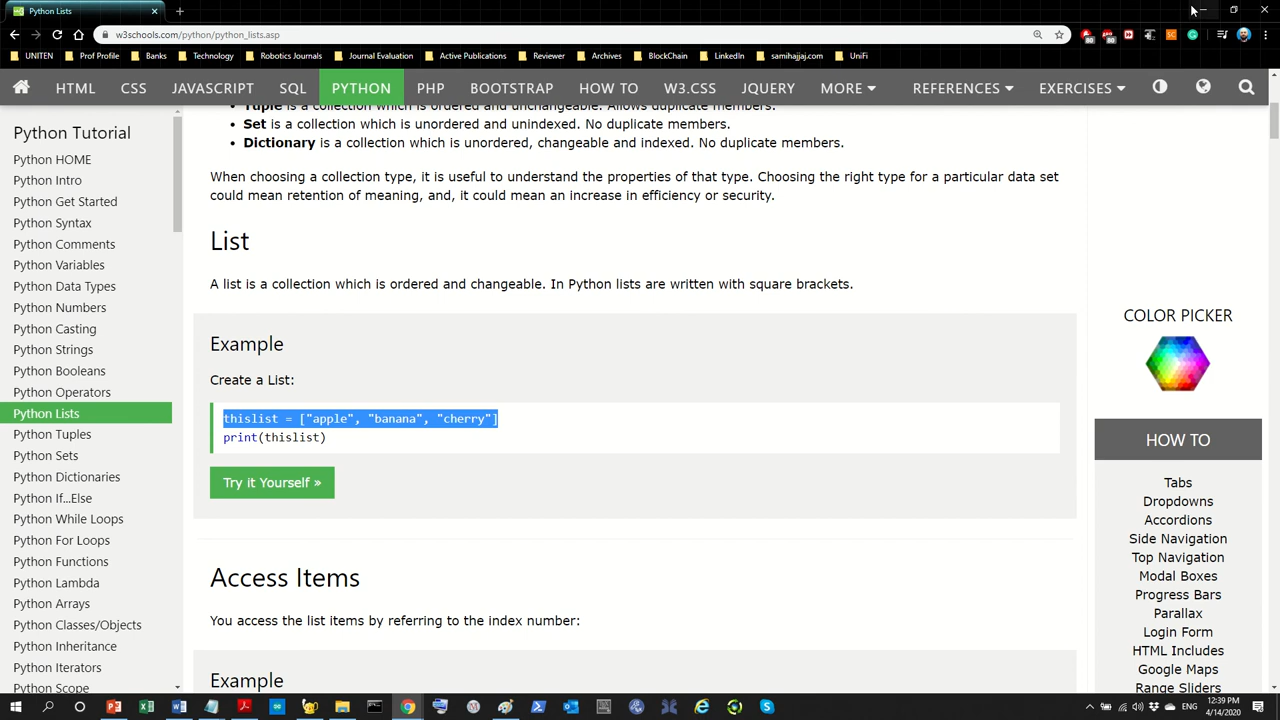 Python Lists
w3schools.com/python/python_lists.asp
UNITEN
Prof Profile
Banks
Technology
Robotics Journals
Journal Evaluation
Active Publications
Reviewer
Archives
BlockChain
LinkedIn
samihajjaj.com
UniFi
HTML
CSS
JAVASCRIPT
SQL
PYTHON
PHP
BOOTSTRAP
HOW TO
W3.CSS
JQUERY
MORE
REFERENCES
EXERCISES
Python Tutorial
Python HOME
Python Intro
Python Get Started
Python Syntax
Python Comments
Python Variables
Python Data Types
Python Numbers
Python Casting
Python Strings
Python Booleans
Python Operators
Python Lists
Python Tuples
Python Sets
Python Dictionaries
Python If...Else
Python While Loops
Python For Loops
Python Functions
Python Lambda
Python Arrays
Python Classes/Objects
Python Inheritance
Python Iterators
Python Scope
Tuple is a collection which is ordered and unchangeable. Allows duplicate members.
Set is a collection which is unordered and unindexed. No duplicate members.
Dictionary is a collection which is unordered, changeable and indexed. No duplicate members.
When choosing a collection type, it is useful to understand the properties of that type. Choosing the right type for a particular data set
could mean retention of meaning, and, it could mean an increase in efficiency or security.
List
A list is a collection which is ordered and changeable. In Python lists are written with square brackets.
Example
Create a List:
thislist = ["apple", "banana", "cherry"]
print(thislist)
Try it Yourself »
Access Items
You access the list items by referring to the index number:
Example
COLOR PICKER
HOW TO
Tabs
Dropdowns
Accordions
Side Navigation
Top Navigation
Modal Boxes
Progress Bars
Parallax
Login Form
HTML Includes
Google Maps
Range Sliders
ENG
12:39 PM
4/14/2020